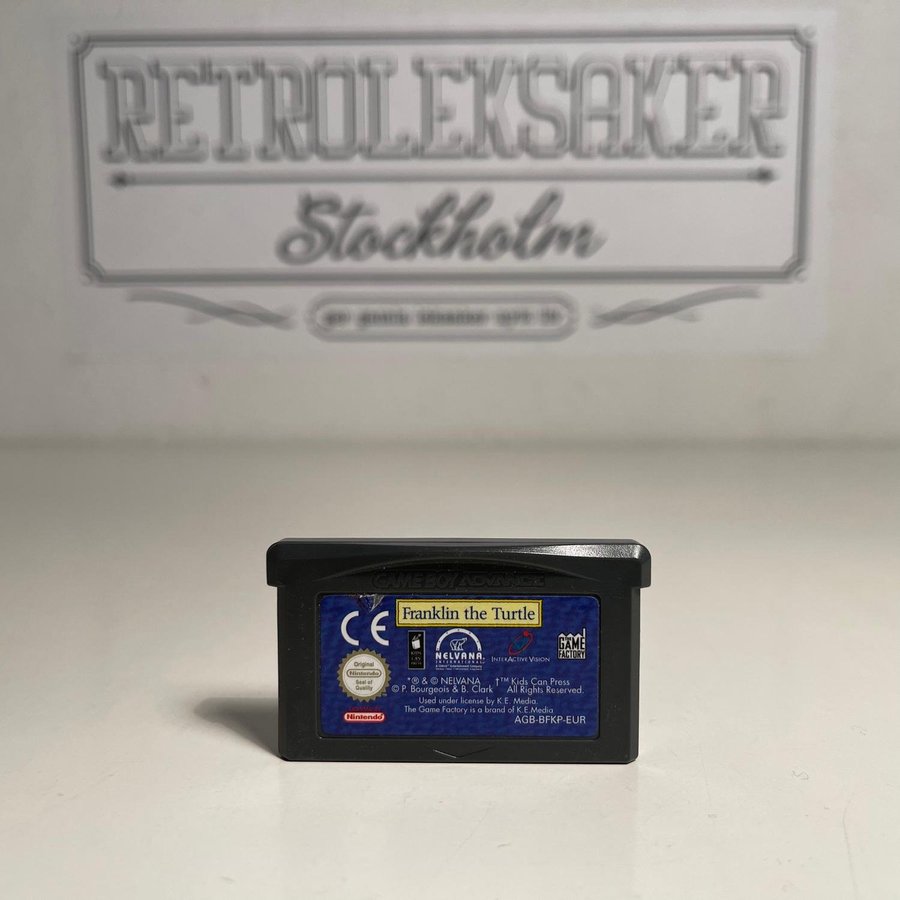 RETROLEKSAKER
Stockholm
GAME BOY ADVANCE
CE
Franklin the Turtle
NELVANA
INTERNATIONAL
INTERACTIVE VISION
THE
GAME
FACTORY
Original
Nintendo
Seal of
Quality
Nintendo
*® & © NELVANA †™ Kids Can Press
© P. Bourgeois & B. Clark All Rights Reserved.
Used under license by K.E. Media.
The Game Factory is a brand of K.E.Media
AGB-BFKP-EUR